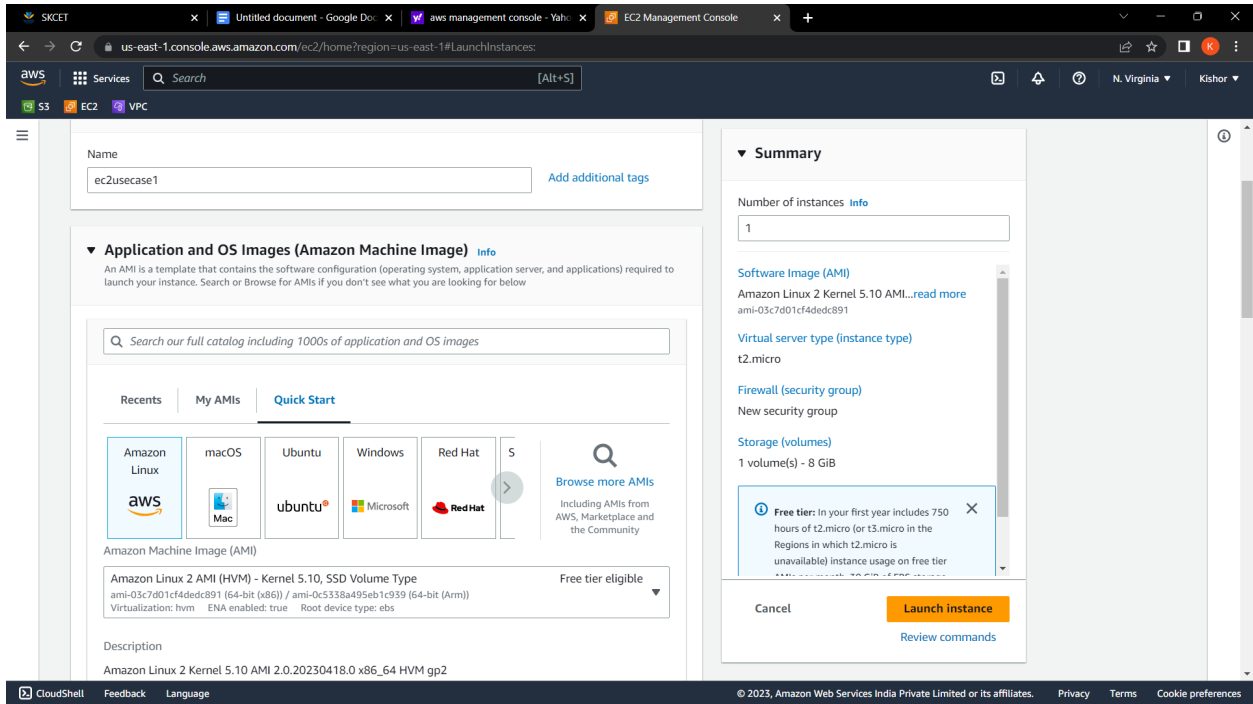 SKCET
Untitled document - Google Doc
aws management console - Yaho
EC2 Management Console
us-east-1.console.aws.amazon.com/ec2/home?region=us-east-1#LaunchInstances:
K
aws
Services
Search
[Alt+S]
N. Virginia
Kishor
S3
EC2
VPC
Name
ec2usecase1
Add additional tags
Application and OS Images (Amazon Machine Image) Info
An AMI is a template that contains the software configuration (operating system, application server, and applications) required to
launch your instance. Search or Browse for AMIs if you don't see what you are looking for below
Search our full catalog including 1000s of application and OS images
Recents
My AMIs
Quick Start
Amazon
Linux
aws
macOS
Mac
Ubuntu
ubuntu®
Windows
Microsoft
Red Hat
Red Hat
S
Browse more AMIs
Including AMIs from
AWS, Marketplace and
the Community
Amazon Machine Image (AMI)
Amazon Linux 2 AMI (HVM) - Kernel 5.10, SSD Volume Type
Free tier eligible
ami-03c7d01cf4dedc891 (64-bit (x86)) / ami-0c5338a495eb1c939 (64-bit (Arm))
Virtualization: hvm ENA enabled: true Root device type: ebs
Description
Amazon Linux 2 Kernel 5.10 AMI 2.0.20230418.0 x86_64 HVM gp2
Summary
Number of instances Info
1
Software Image (AMI)
Amazon Linux 2 Kernel 5.10 AMI...read more
ami-03c7d01cf4dedc891
Virtual server type (instance type)
t2.micro
Firewall (security group)
New security group
Storage (volumes)
1 volume(s) - 8 GiB
Free tier: In your first year includes 750
hours of t2.micro (or t3.micro in the
Regions in which t2.micro is
unavailable) instance usage on free tier
AMIs per month, 30 GiB of EBS storage
Cancel
Launch instance
Review commands
CloudShell
Feedback
Language
© 2023, Amazon Web Services India Private Limited or its affiliates.
Privacy
Terms
Cookie preferences